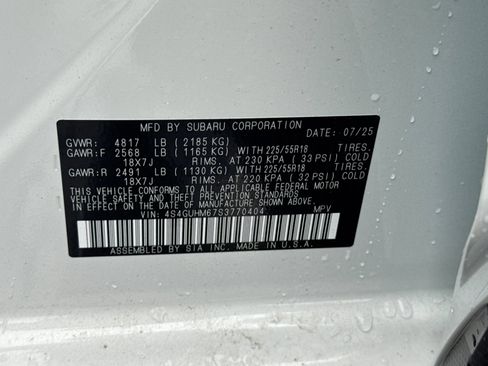 MFD BY SUBARU CORPORATION DATE: 07/25
GVWR: 4817 LB (2185 KG)
GAWR:F 2568 LB (1165 KG) WITH 225/55R18 TIRES.
18X7J RIMS. AT 230 KPA (33 PSI) COLD.
GAWR:R 2491 LB (1130 KG) WITH 225/55R18 TIRES.
18X7J RIMS. AT 220 KPA (32 PSI) COLD.
THIS VEHICLE CONFORMS TO ALL APPLICABLE FEDERAL MOTOR
VEHICLE SAFETY AND THEFT PREVENTION STANDARDS
IN EFFECT ON THE DATE OF MANUFACTURE SHOWN ABOVE.
VIN: 4S4GUHM67S3770404 MPV
ASSEMBLED BY SIA INC. MADE IN U.S.A.